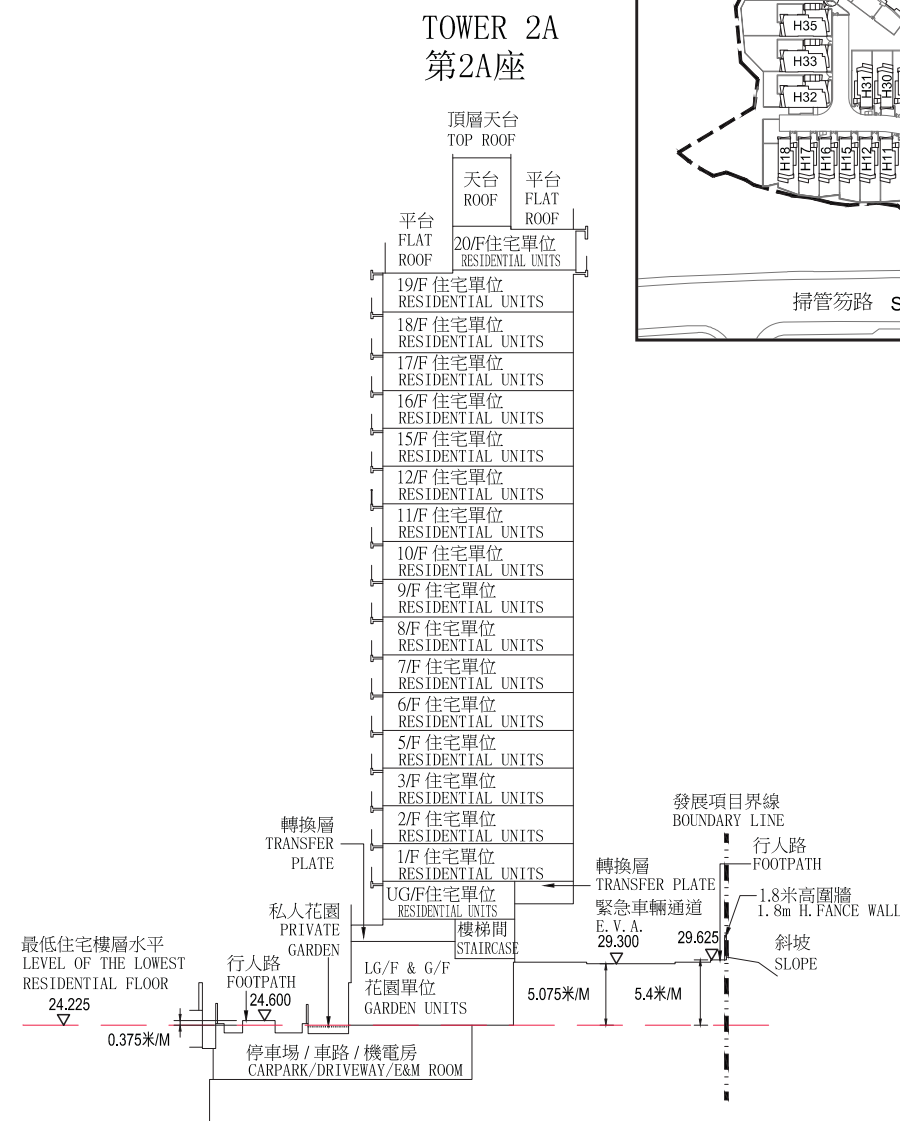 TOWER 2A
第2A座
H35
H33
H32
H31
H30
H18
H17
H16
H15
H12
H11
掃管笏路 S
頂層天台
TOP ROOF
天台
ROOF
平台
FLAT
ROOF
平台
FLAT
ROOF
20/F住宅單位
RESIDENTIAL UNITS
19/F 住宅單位
RESIDENTIAL UNITS
18/F 住宅單位
RESIDENTIAL UNITS
17/F 住宅單位
RESIDENTIAL UNITS
16/F 住宅單位
RESIDENTIAL UNITS
15/F 住宅單位
RESIDENTIAL UNITS
12/F 住宅單位
RESIDENTIAL UNITS
11/F 住宅單位
RESIDENTIAL UNITS
10/F 住宅單位
RESIDENTIAL UNITS
9/F 住宅單位
RESIDENTIAL UNITS
8/F 住宅單位
RESIDENTIAL UNITS
7/F 住宅單位
RESIDENTIAL UNITS
6/F 住宅單位
RESIDENTIAL UNITS
5/F 住宅單位
RESIDENTIAL UNITS
3/F 住宅單位
RESIDENTIAL UNITS
2/F 住宅單位
RESIDENTIAL UNITS
1/F 住宅單位
RESIDENTIAL UNITS
UG/F住宅單位
RESIDENTIAL UNITS
樓梯間
STAIRCASE
LG/F & G/F
花園單位
GARDEN UNITS
停車場 / 車路 / 機電房
CARPARK/DRIVEWAY/E&M ROOM
轉換層
TRANSFER
PLATE
私人花園
PRIVATE
GARDEN
行人路
FOOTPATH
24.600
最低住宅樓層水平
LEVEL OF THE LOWEST
RESIDENTIAL FLOOR
24.225
0.375米/M
轉換層
TRANSFER PLATE
緊急車輛通道
E.V.A.
29.300
29.625
5.075米/M
5.4米/M
發展項目界線
BOUNDARY LINE
行人路
FOOTPATH
1.8米高圍牆
1.8m H.FANCE WALL
斜坡
SLOPE